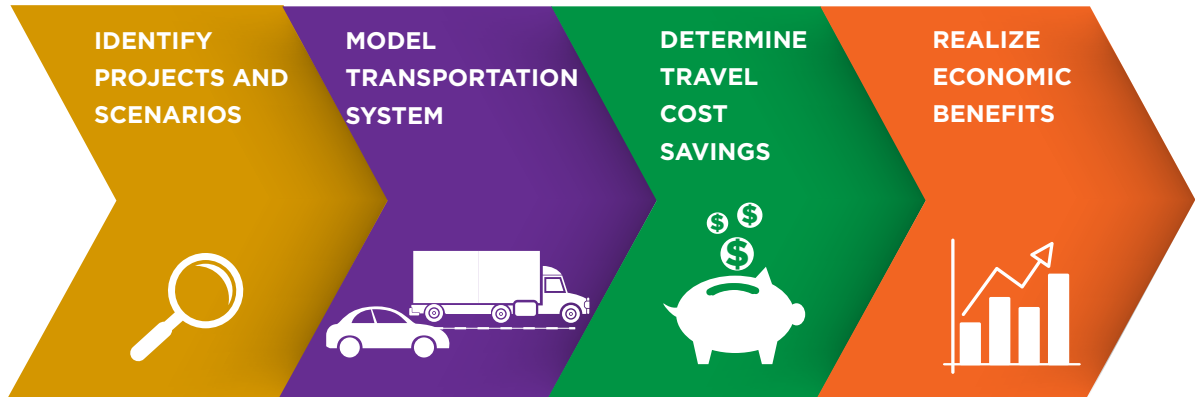 IDENTIFY
PROJECTS AND
SCENARIOS
MODEL
TRANSPORTATION
SYSTEM
DETERMINE
TRAVEL
COST
SAVINGS
REALIZE
ECONOMIC
BENEFITS
$
$
$